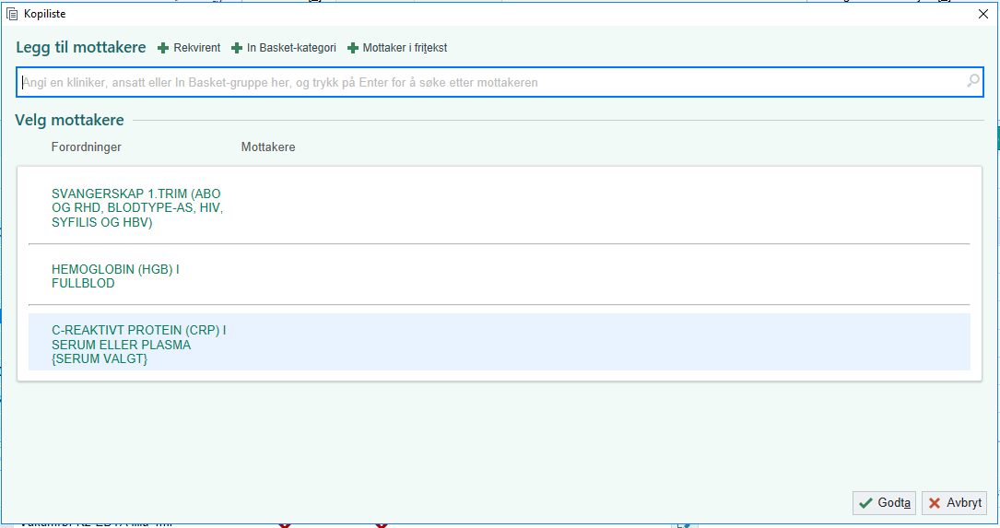 Kopiliste
Legg til mottakere Rekvirent In Basket-kategori Mottaker i fritekst
Angi en kliniker, ansatt eller In Basket-gruppe her, og trykk på Enter for å søke etter mottakeren
Velg mottakere
Forordninger Mottakere
SVANGERSKAP 1.TRIM (ABO
OG RHD, BLODTYPE-AS, HIV,
SYFILIS OG HBV)
HEMOGLOBIN (HGB) I
FULLBLOD
C-REAKTIVT PROTEIN (CRP) I
SERUM ELLER PLASMA
{SERUM VALGT}
Godta Avbryt